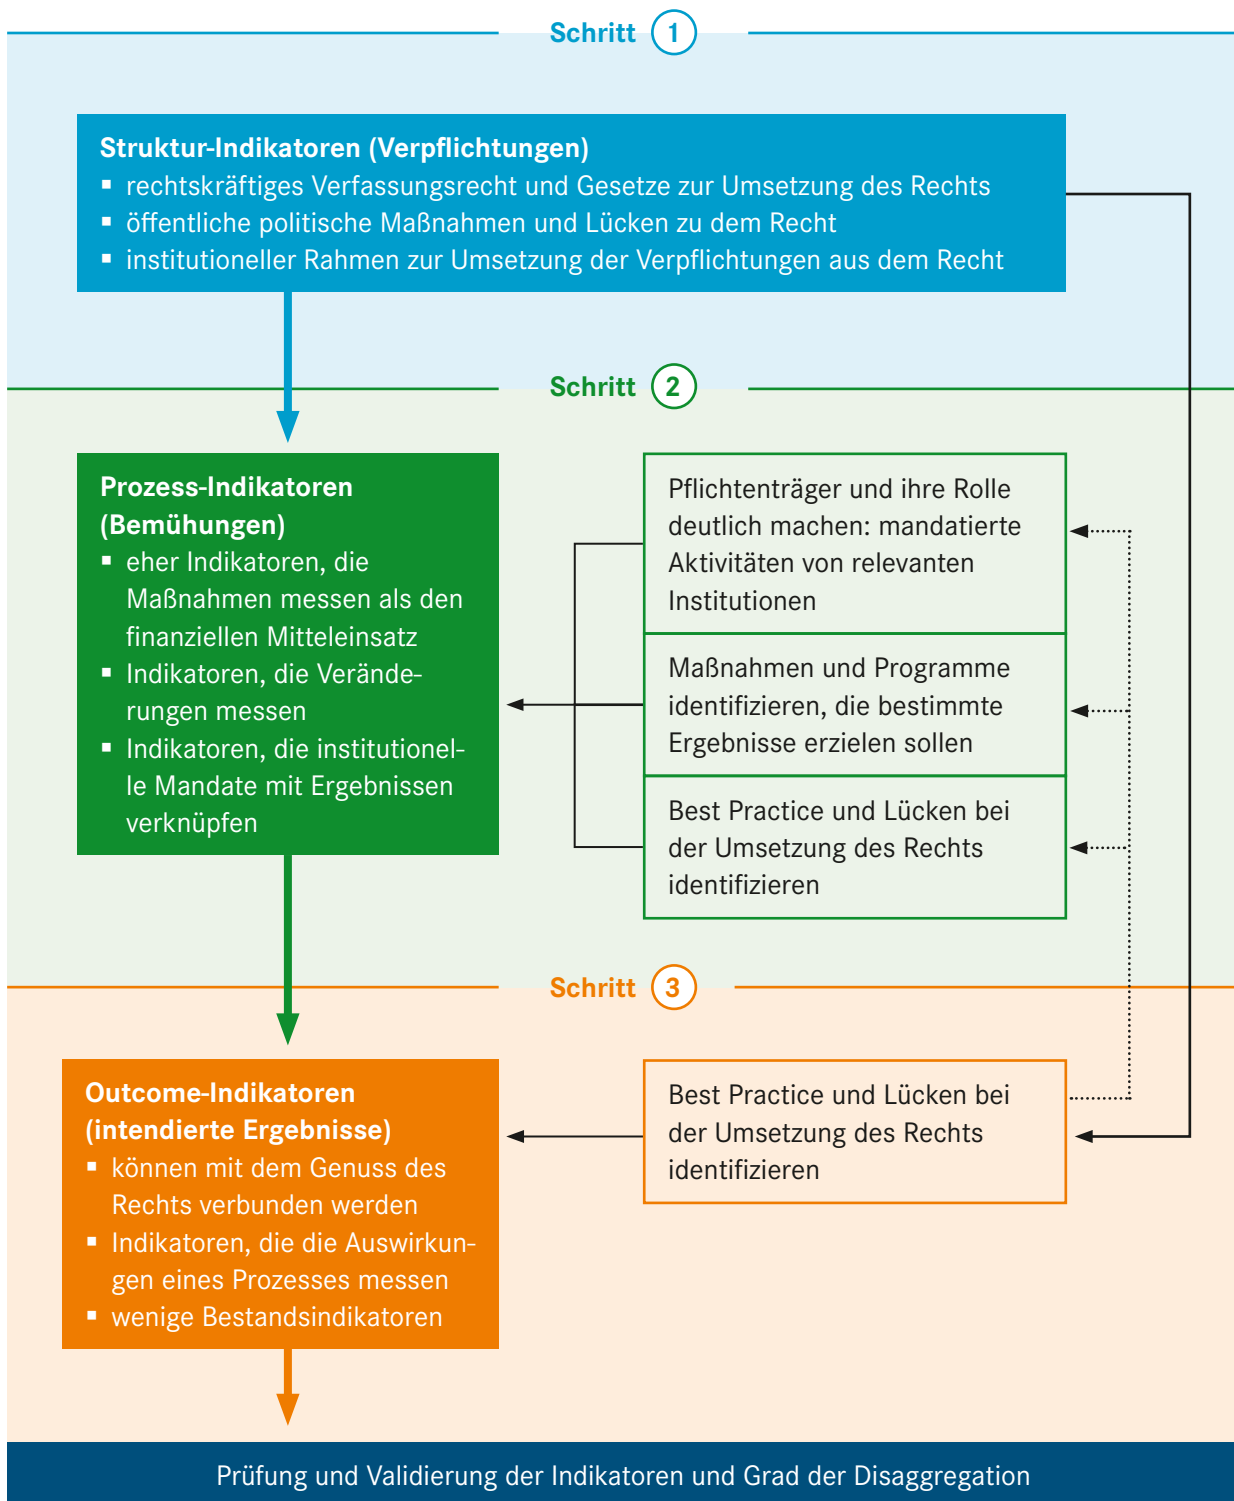 Schritt 1
Struktur-Indikatoren (Verpflichtungen)
▪ rechtskräftiges Verfassungsrecht und Gesetze zur Umsetzung des Rechts
▪ öffentliche politische Maßnahmen und Lücken zu dem Recht
▪ institutioneller Rahmen zur Umsetzung der Verpflichtungen aus dem Recht
Schritt 2
Prozess-Indikatoren
(Bemühungen)
▪ eher Indikatoren, die
Maßnahmen messen als den
finanziellen Mitteleinsatz
▪ Indikatoren, die Verände-
rungen messen
▪ Indikatoren, die institutionel-
le Mandate mit Ergebnissen
verknüpfen
Pflichtenträger und ihre Rolle
deutlich machen: mandatierte
Aktivitäten von relevanten
Institutionen
Maßnahmen und Programme
identifizieren, die bestimmte
Ergebnisse erzielen sollen
Best Practice und Lücken bei
der Umsetzung des Rechts
identifizieren
Schritt 3
Outcome-Indikatoren
(intendierte Ergebnisse)
▪ können mit dem Genuss des
Rechts verbunden werden
▪ Indikatoren, die die Auswirkun-
gen eines Prozesses messen
▪ wenige Bestandsindikatoren
Best Practice und Lücken bei
der Umsetzung des Rechts
identifizieren
Prüfung und Validierung der Indikatoren und Grad der Disaggregation